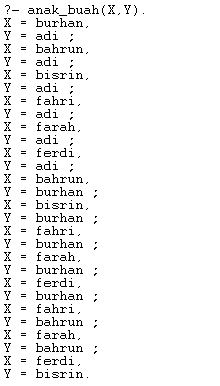 ?- anak_buah(X,Y).
X = burhan,
Y = adi ;
X = bahrun,
Y = adi ;
X = bisrin,
Y = adi ;
X = fahri,
Y = adi ;
X = farah,
Y = adi ;
X = ferdi,
Y = adi ;
X = bahrun,
Y = burhan ;
X = bisrin,
Y = burhan ;
X = fahri,
Y = burhan ;
X = farah,
Y = burhan ;
X = ferdi,
Y = burhan ;
X = fahri,
Y = bahrun ;
X = farah,
Y = bahrun ;
X = ferdi,
Y = bisrin.